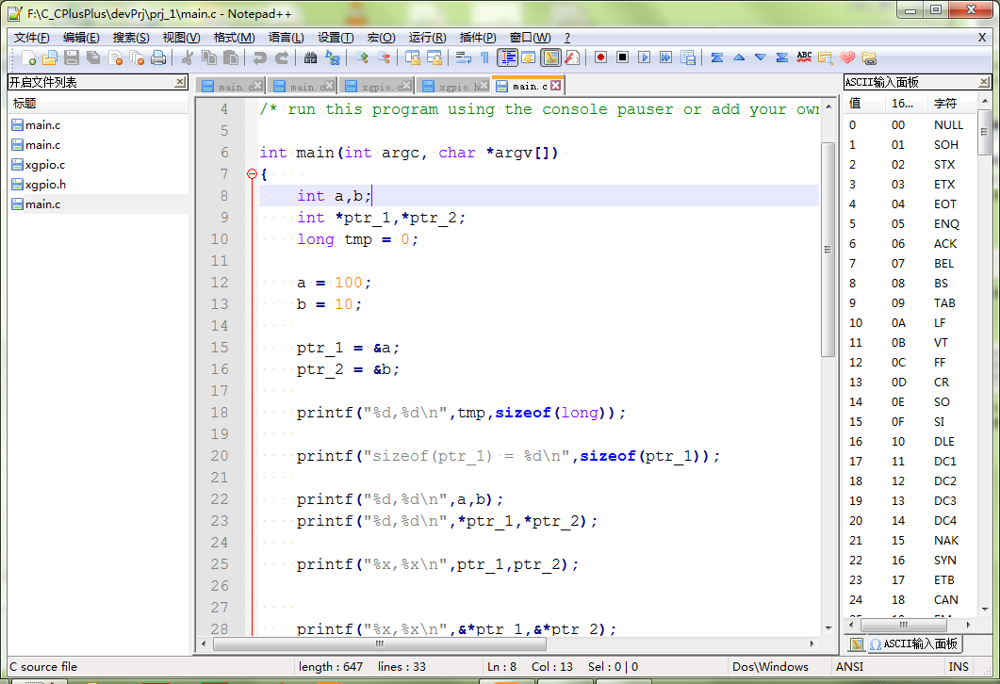 F:\C_CPlusPlus\devPrj\prj_1\main.c - Notepad++
文件(F) 编辑(E) 搜索(S) 视图(V) 格式(M) 语言(L) 设置(T) 宏(O) 运行(R) 插件(P) 窗口(W) ? X
ABC
开启文件列表
标题
main.c
main.c
xgpio.c
xgpio.h
main.c
main.c main.c xgpio.c xgpio.h main.c
4 /* run this program using the console pauser or add your own
5
6 int main(int argc, char *argv[])
7 {
8 int a,b;
9 int *ptr_1,*ptr_2;
10 long tmp = 0;
11
12 a = 100;
13 b = 10;
14
15 ptr_1 = &a;
16 ptr_2 = &b;
17
18 printf("%d,%d\n",tmp,sizeof(long));
19
20 printf("sizeof(ptr_1) = %d\n",sizeof(ptr_1));
21
22 printf("%d,%d\n",a,b);
23 printf("%d,%d\n",*ptr_1,*ptr_2);
24
25 printf("%x,%x\n",ptr_1,ptr_2);
26
27
28 printf("%x,%x\n",&*ptr_1,&*ptr_2);
ASCII输入面板
值 16... 字符
0 00 NULL
1 01 SOH
2 02 STX
3 03 ETX
4 04 EOT
5 05 ENQ
6 06 ACK
7 07 BEL
8 08 BS
9 09 TAB
10 0A LF
11 0B VT
12 0C FF
13 0D CR
14 0E SO
15 0F SI
16 10 DLE
17 11 DC1
18 12 DC2
19 13 DC3
20 14 DC4
21 15 NAK
22 16 SYN
23 17 ETB
24 18 CAN
25 19 EM
ASCII输入面板
C source file length : 647 lines : 33 Ln : 8 Col : 13 Sel : 0 | 0 Dos\Windows ANSI INS